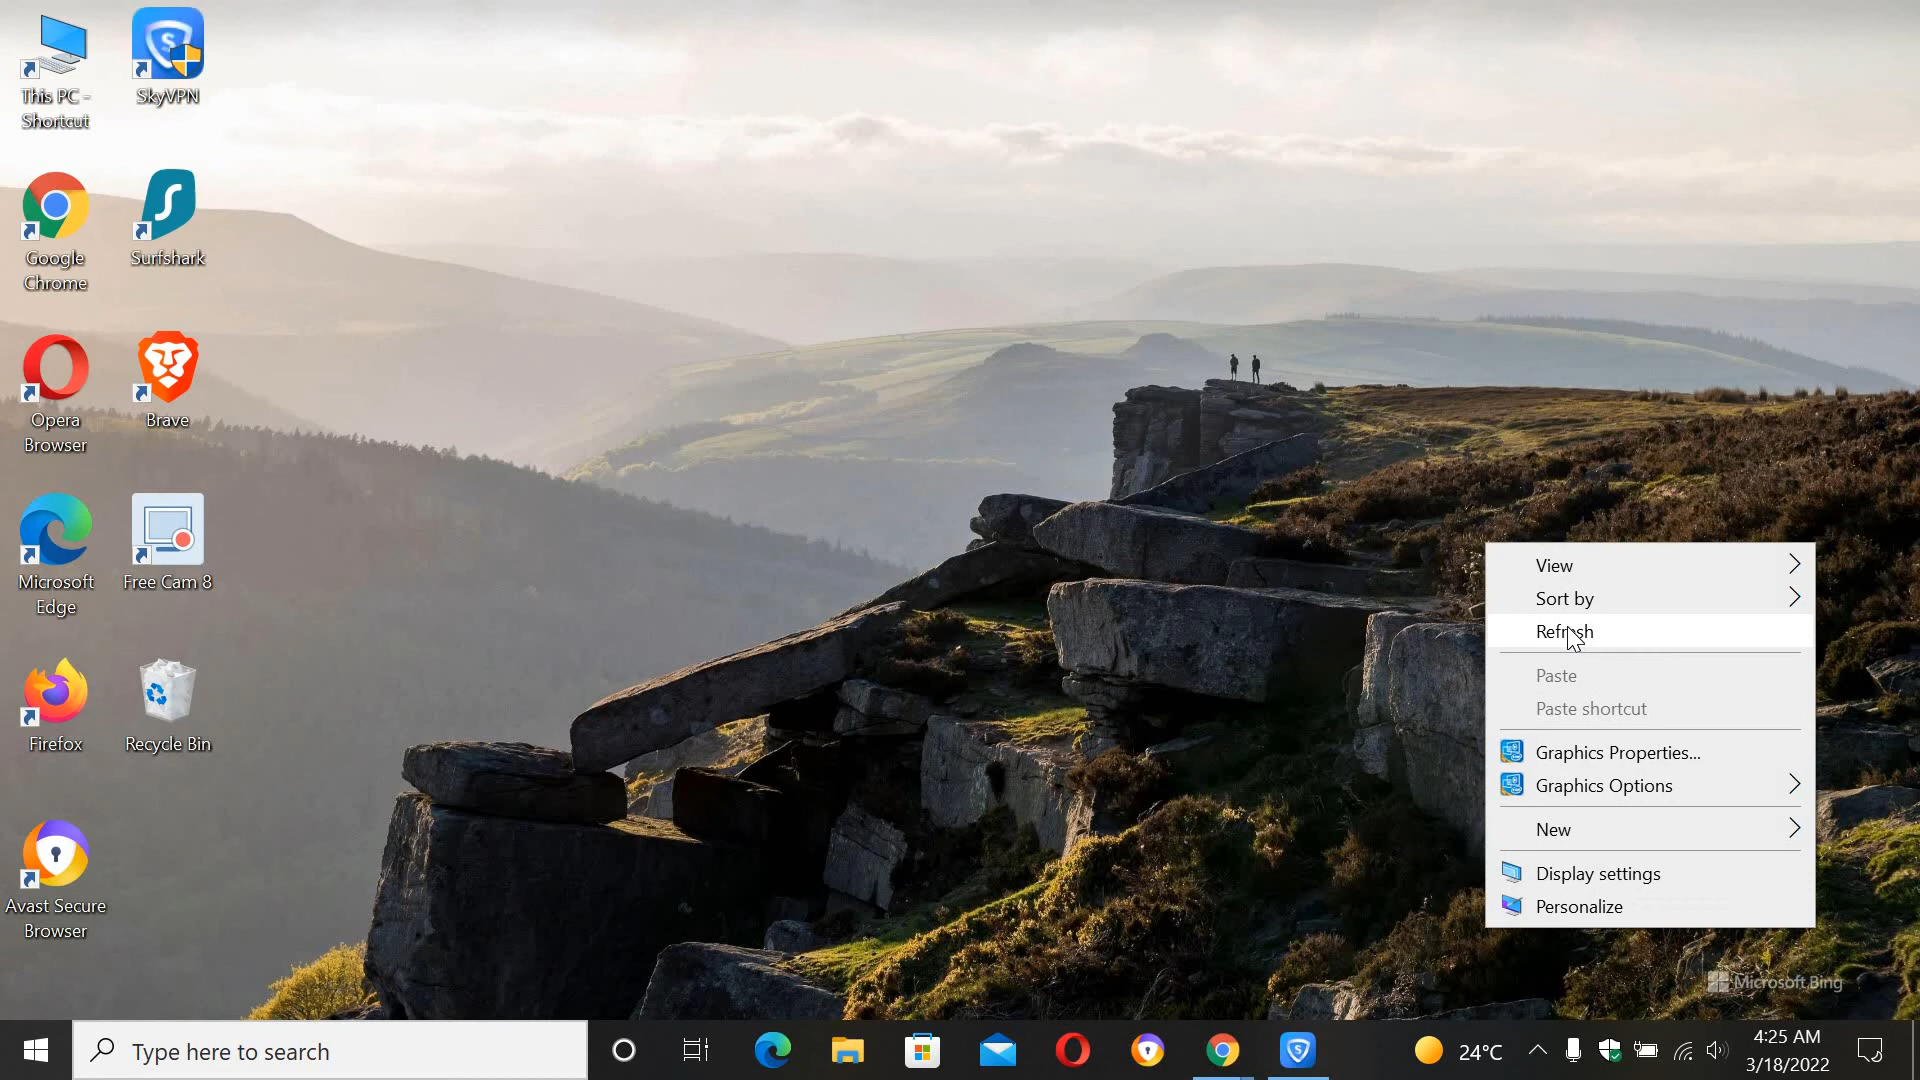 This PC -
Shortcut
SkyVPN
Google
Chrome
Surfshark
Opera
Browser
Brave
Microsoft
Edge
Free Cam 8
Firefox
Recycle Bin
Avast Secure
Browser
View
Sort by
Refresh
Paste
Paste shortcut
Graphics Properties...
Graphics Options
New
Display settings
Personalize
Microsoft Bing
Type here to search
24°C
4:25 AM
3/18/2022